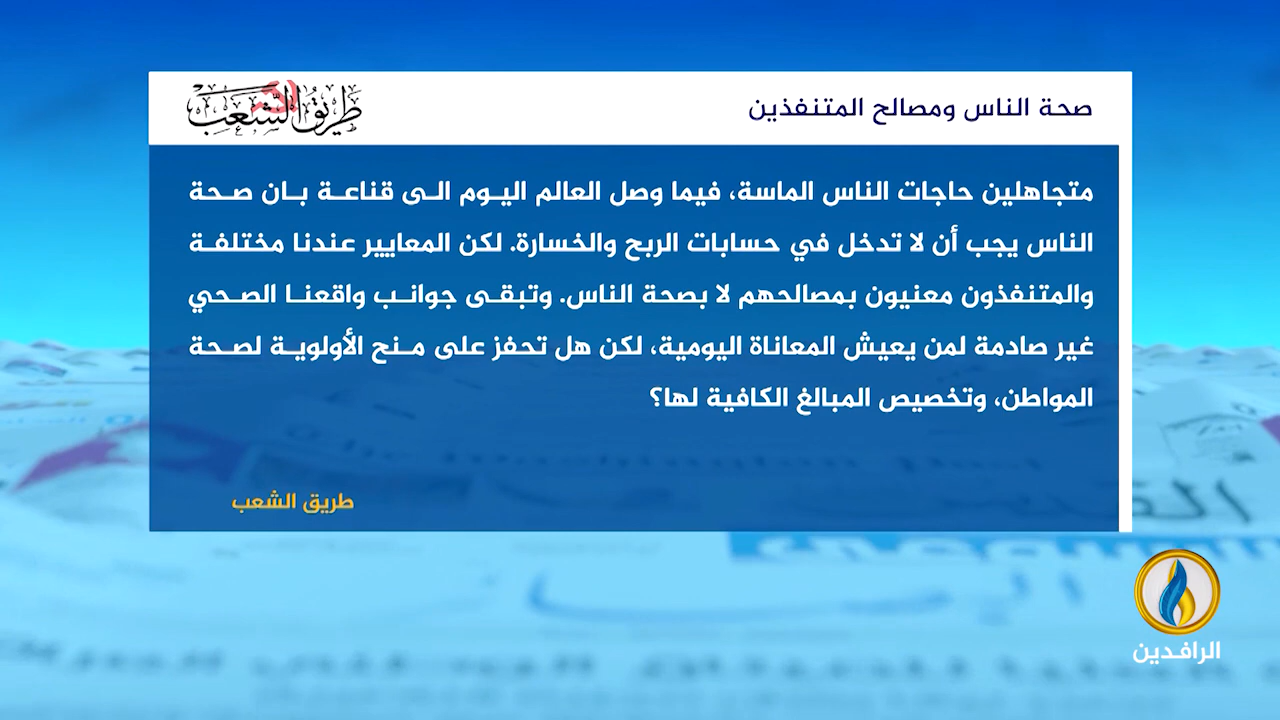 صحة الناس ومصالح المتنفذين
طريق الشعب
متجاهلين حاجات الناس الماسة، فيما وصل العالم اليوم الى قناعة بان صحة
الناس يجب أن لا تدخل في حسابات الربح والخسارة. لكن المعايير عندنا مختلفة
والمتنفذون معنيون بمصالحهم لا بصحة الناس. وتبقى جوانب واقعنا الصحي
غير صادمة لمن يعيش المعاناة اليومية، لكن هل تحفز على منح الأولوية لصحة
المواطن، وتخصيص المبالغ الكافية لها؟
طريق الشعب
الرافدين